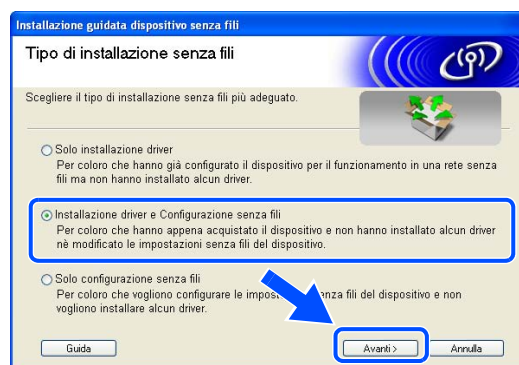 Installazione guidata dispositivo senza fili
Tipo di installazione senza fili
Scegliere il tipo di installazione senza fili più adeguato.
Solo installazione driver
Per coloro che hanno già configurato il dispositivo per il funzionamento in una rete senza
fili ma non hanno installato alcun driver.
Installazione driver e Configurazione senza fili
Per coloro che hanno appena acquistato il dispositivo e non hanno installato alcun driver
nè modificato le impostazioni senza fili del dispositivo.
Solo configurazione senza fili
Per coloro che vogliono configurare le fili del dispositivo e non
vogliono installare alcun driver.
Guida
Avanti >
Annulla